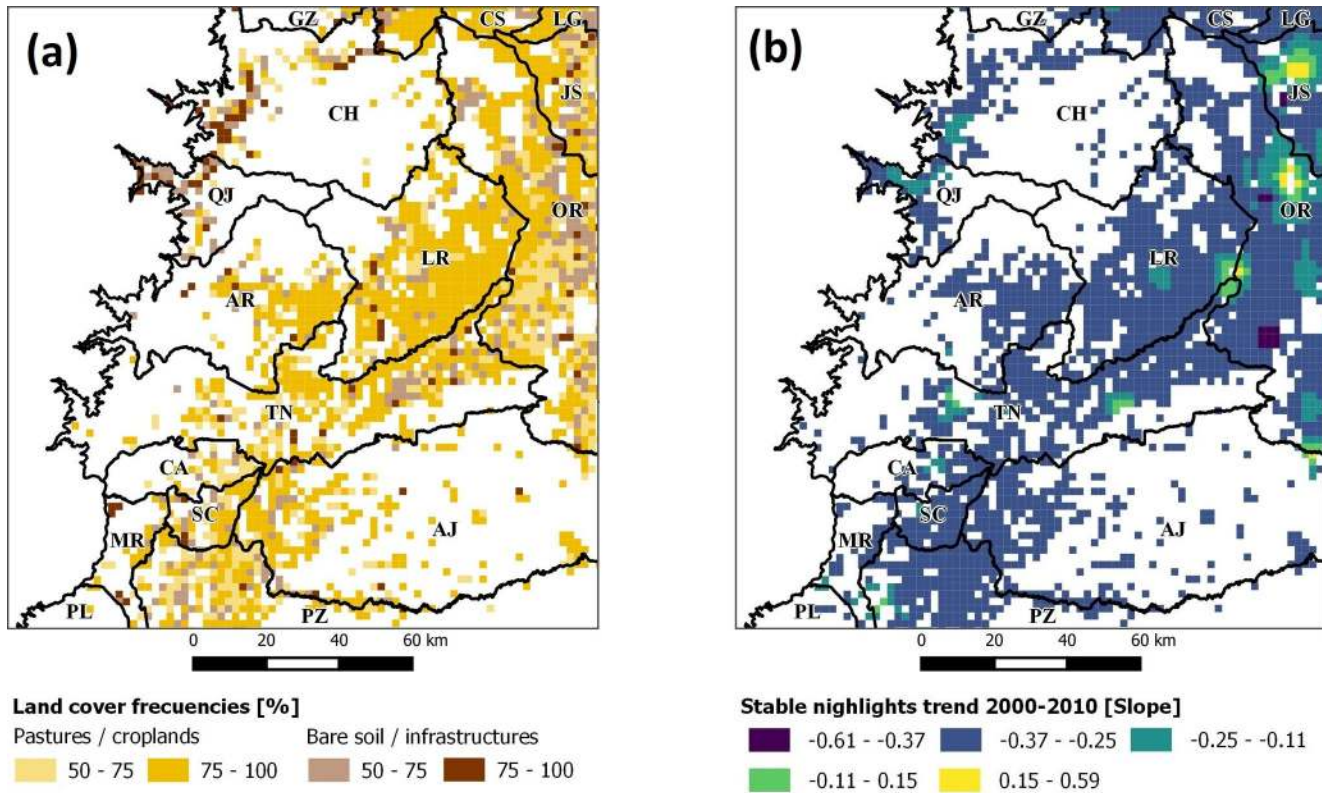 (a)
GZ
CS
LG
JS
CH
QJ
OR
LR
AR
TN
CA
SC
MR
AJ
PL
PZ
0 20 40 60 km
Land cover frecuencies [%]
Pastures / croplands Bare soil / infrastructures
50 - 75 75 - 100 50 - 75 75 - 100
(b)
GZ
CS
LG
JS
CH
QJ
OR
LR
AR
TN
CA
SC
MR
AJ
PL
PZ
0 20 40 60 km
Stable nighlights trend 2000-2010 [Slope]
-0.61 - -0.37 -0.37 - -0.25 -0.25 - -0.11
-0.11 - 0.15 0.15 - 0.59